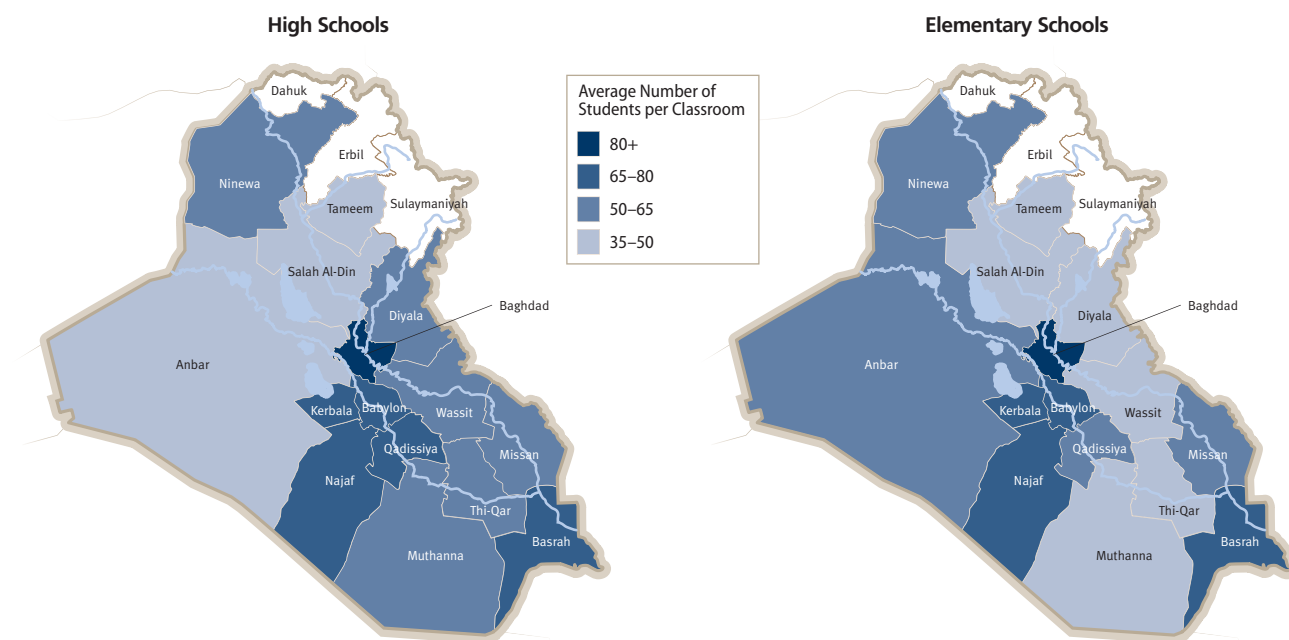 High Schools
Elementary Schools
Average Number of
Students per Classroom
80+
65–80
50–65
35–50
Dahuk
Erbil
Ninewa
Tameem
Sulaymaniyah
Salah Al-Din
Baghdad
Diyala
Anbar
Kerbala
Babylon
Wassit
Qadissiya
Missan
Najaf
Thi-Qar
Basrah
Muthanna
Dahuk
Erbil
Ninewa
Tameem
Sulaymaniyah
Salah Al-Din
Baghdad
Diyala
Anbar
Kerbala
Babylon
Wassit
Qadissiya
Missan
Najaf
Thi-Qar
Basrah
Muthanna